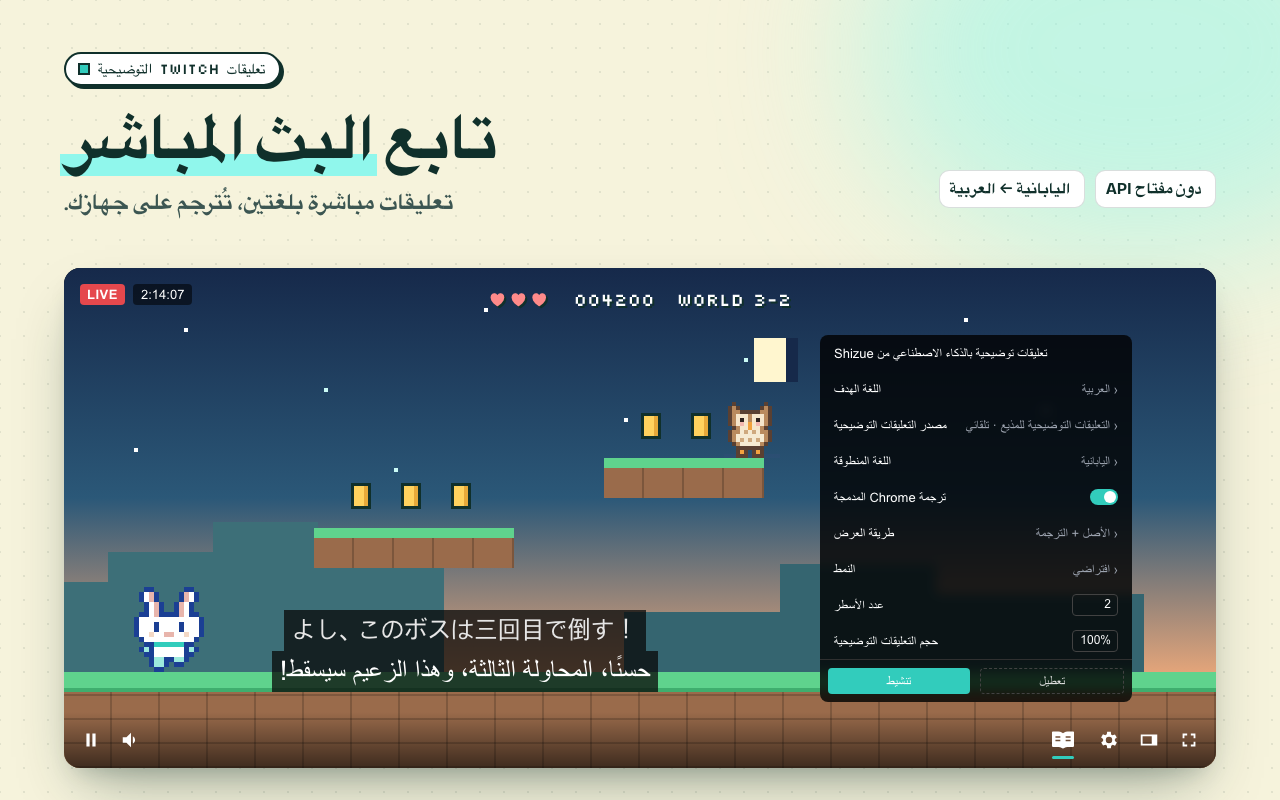 تعليقات TWITCH التوضيحية
تابع البث المباشر
تعليقات مباشرة بلغتين، تُترجم على جهازك.
دون مفتاح API
اليابانية ← العربية
LIVE
2:14:07
004200 WORLD 3-2
تعليقات توضيحية بالذكاء الاصطناعي من Shizue
اللغة الهدف
العربية ‹
مصدر التعليقات التوضيحية
التعليقات التوضيحية للمذيع · تلقائي ‹
اللغة المنطوقة
اليابانية ‹
ترجمة Chrome المدمجة
طريقة العرض
الأصل + الترجمة ‹
النمط
افتراضي ‹
عدد الأسطر
2
حجم التعليقات التوضيحية
100%
تنشيط
تعطيل
よし、このボスは三回目で倒す！
حسنًا، المحاولة الثالثة، وهذا الزعيم سيسقط!